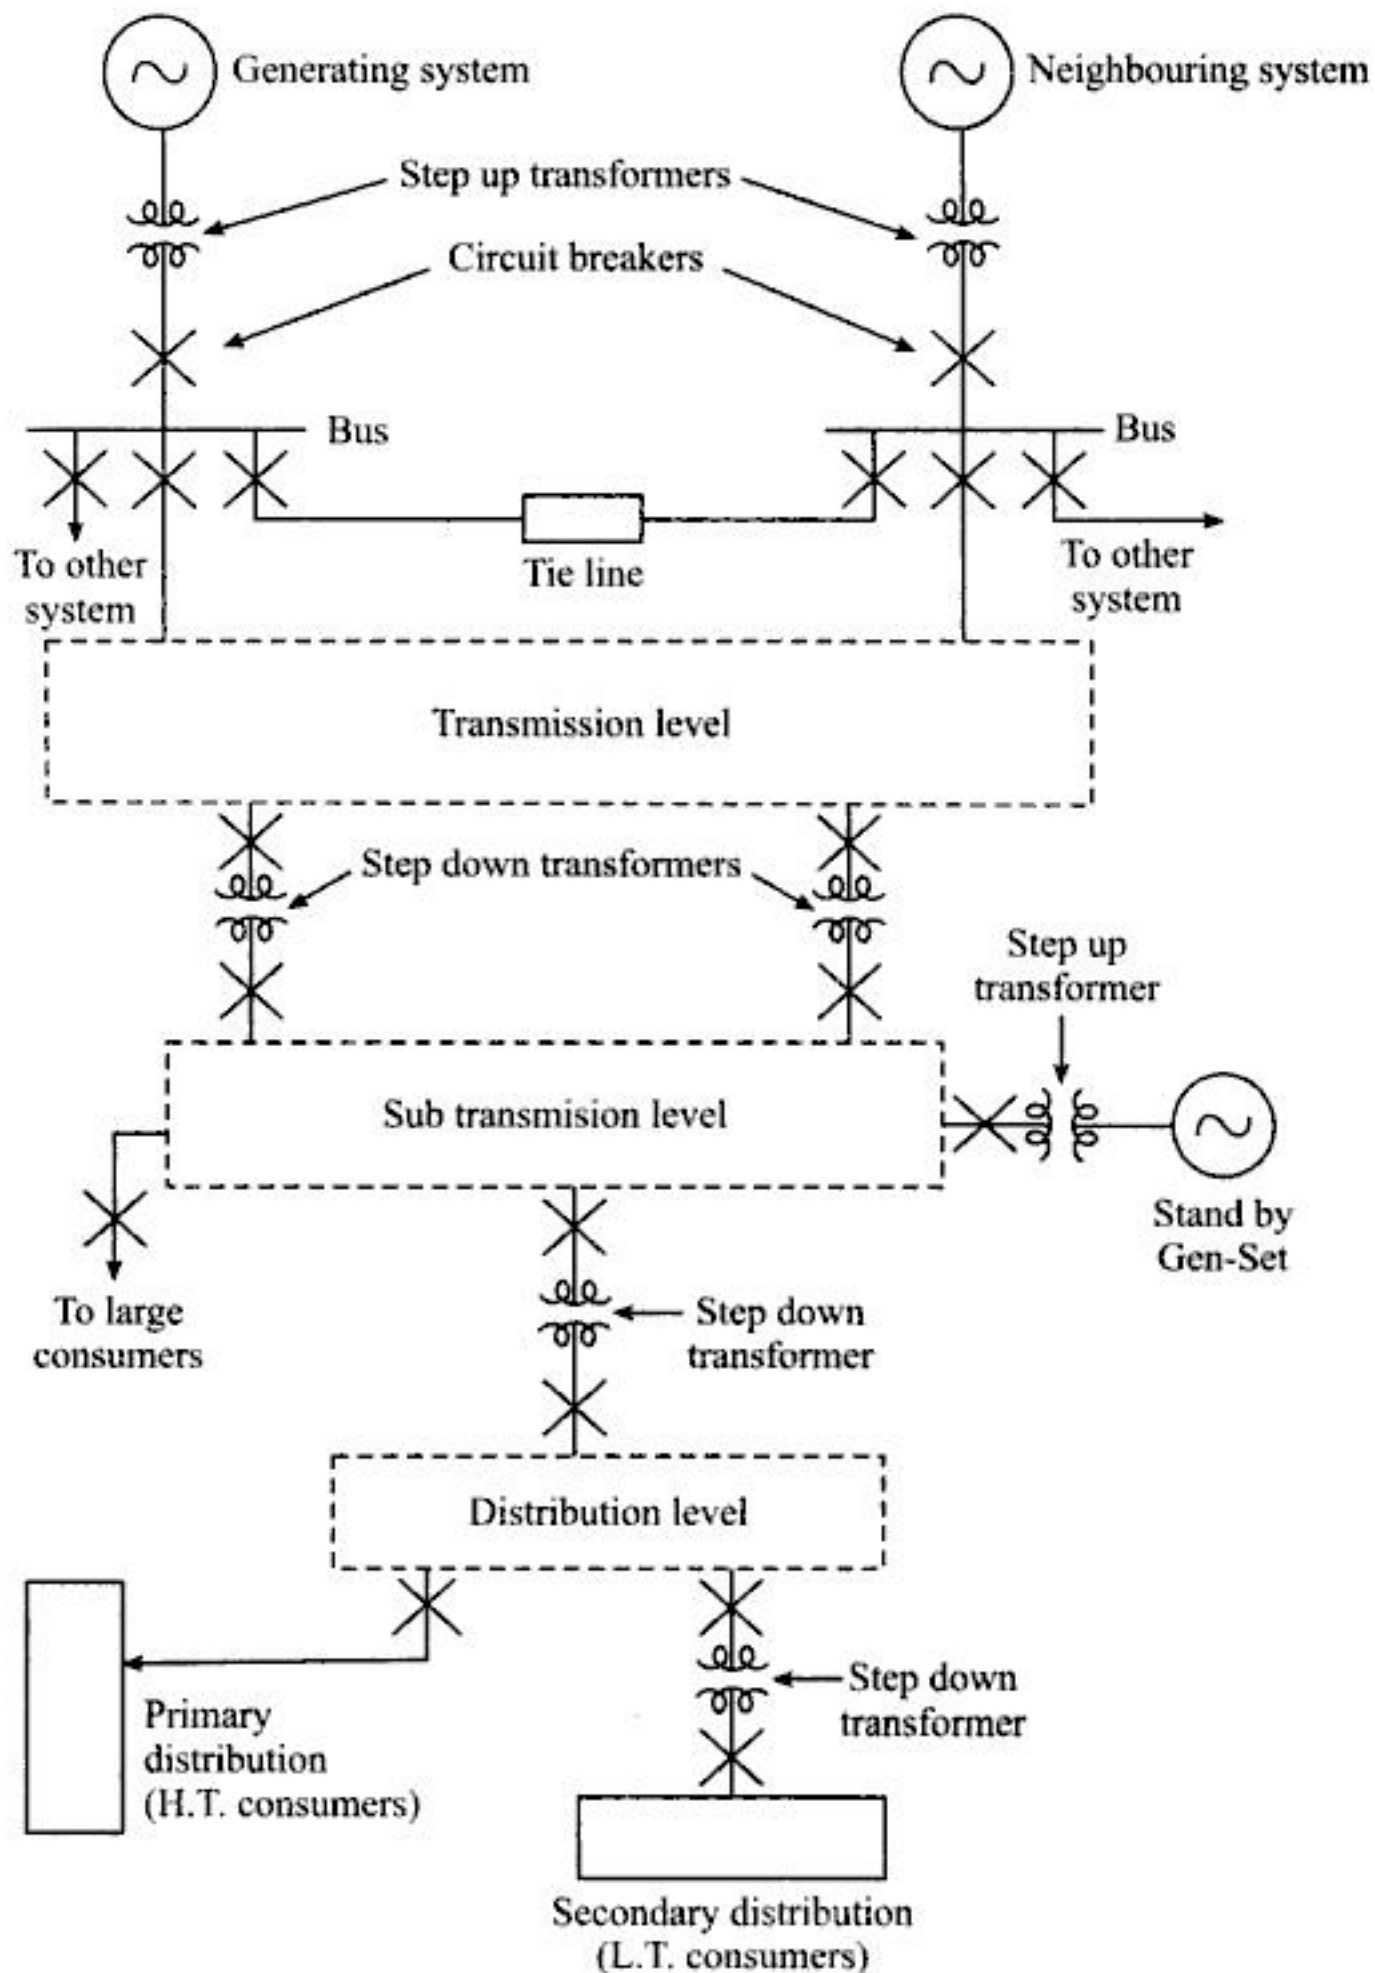 Generating system
Neighbouring system
Step up transformers
Circuit breakers
Bus
Bus
To other
system
Tie line
To other
system
Transmission level
Step down transformers
Step up
transformer
Sub transmision level
Stand by
Gen-Set
To large
consumers
Step down
transformer
Distribution level
Primary
distribution
(H.T. consumers)
Step down
transformer
Secondary distribution
(L.T. consumers)